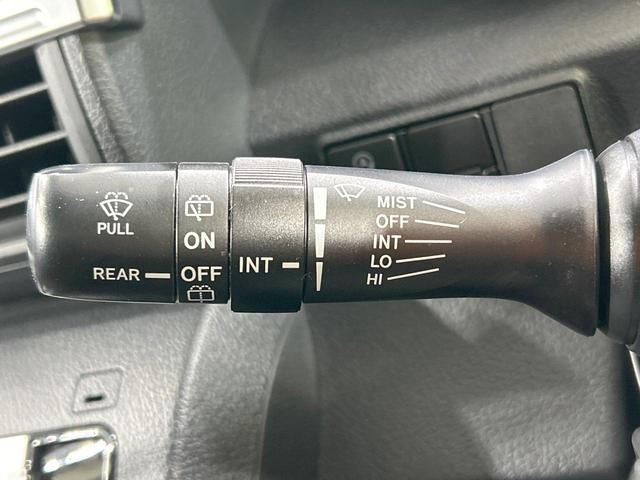 PULL
REAR
ON
OFF
INT
MIST
OFF
INT
LO
HI